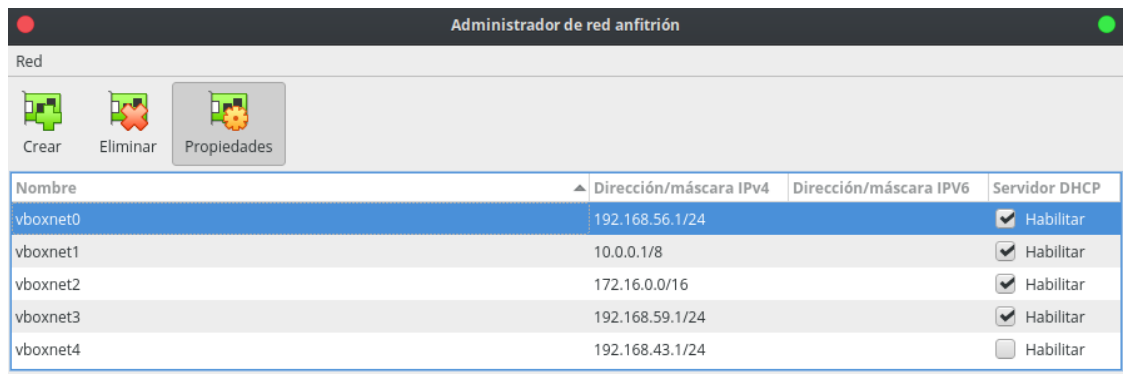 Administrador de red anfitrión
Red
Crear Eliminar Propiedades
Nombre Dirección/máscara IPv4 Dirección/máscara IPV6 Servidor DHCP
vboxnet0 192.168.56.1/24 Habilitar
vboxnet1 10.0.0.1/8 Habilitar
vboxnet2 172.16.0.0/16 Habilitar
vboxnet3 192.168.59.1/24 Habilitar
vboxnet4 192.168.43.1/24 Habilitar